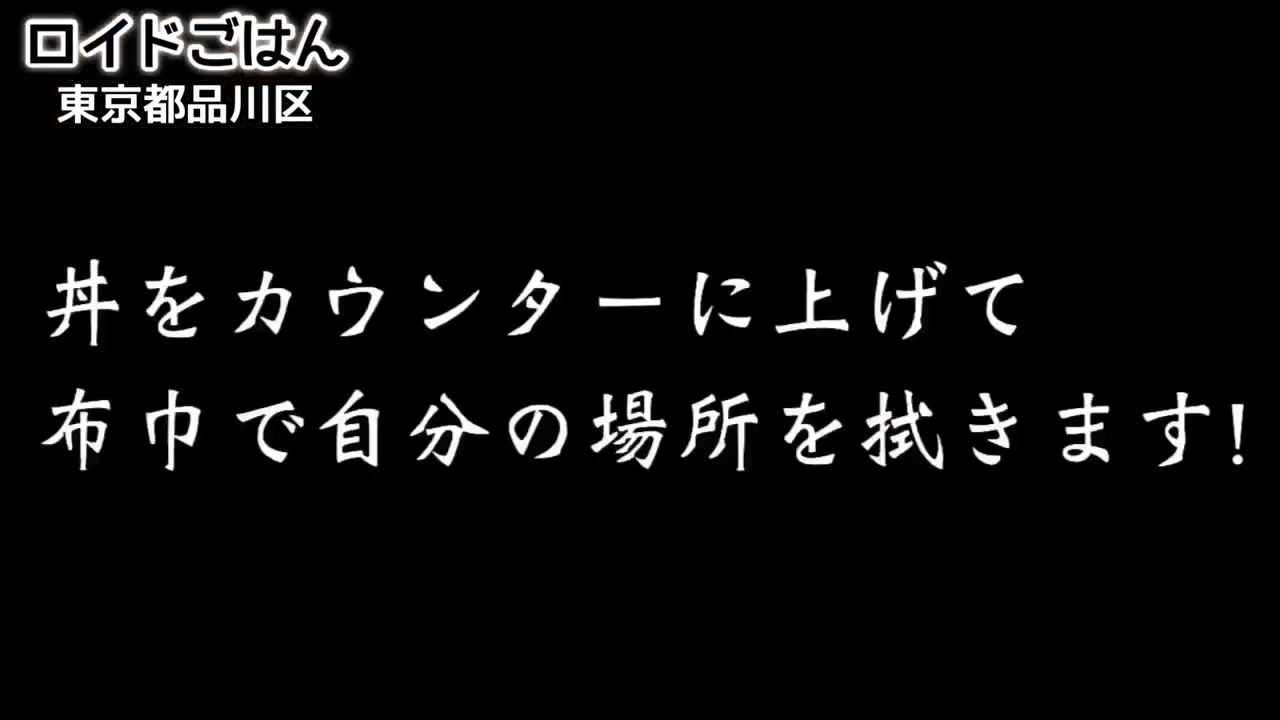 ロイドごはん
東京都品川区
丼をカウンターに上げて
布巾で自分の場所を拭きます!